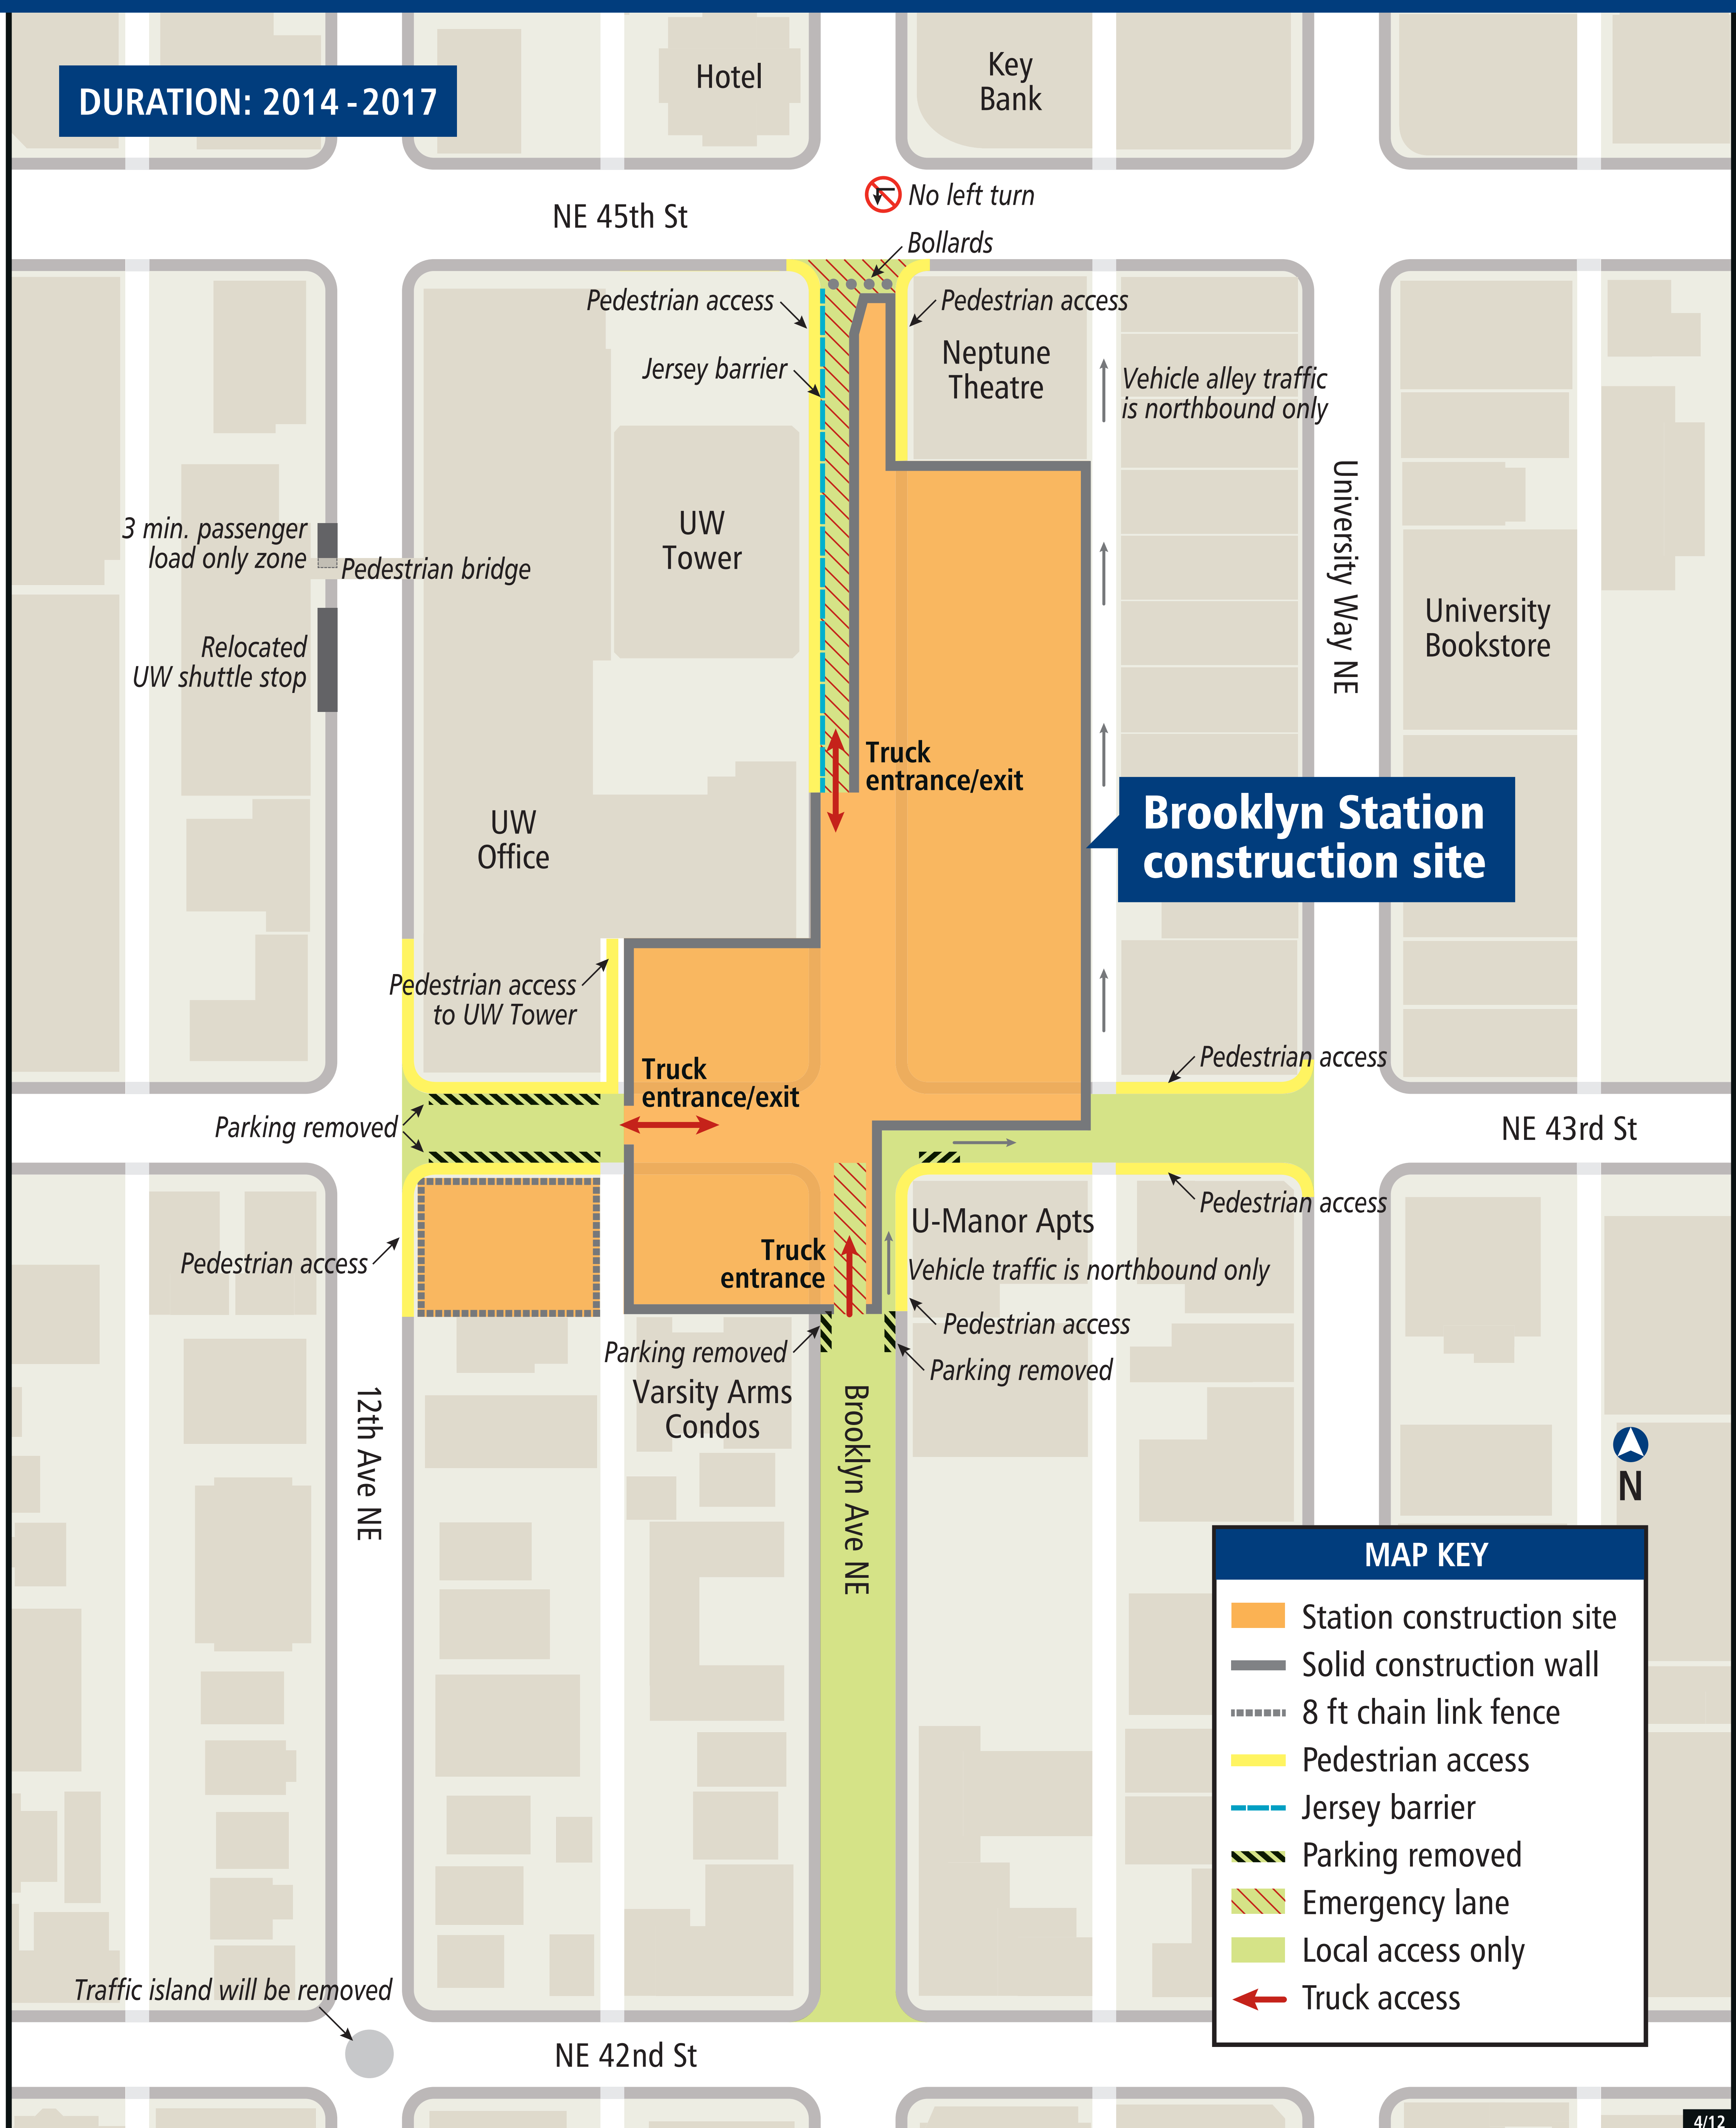 DURATION: 2014 - 2017
Hotel
Key
Bank
No left turn
NE 45th St
Bollards
Pedestrian access
Pedestrian access
Neptune
Theatre
Jersey barrier
Vehicle alley traffic
is northbound only
University Way NE
3 min. passenger
load only zone
Pedestrian bridge
UW
Tower
University
Bookstore
Relocated
UW shuttle stop
Truck
entrance/exit
Brooklyn Station
construction site
UW
Office
Pedestrian access
to UW Tower
Truck
entrance/exit
Pedestrian access
Parking removed
NE 43rd St
Pedestrian access
U-Manor Apts
Pedestrian access
Truck
entrance
Vehicle traffic is northbound only
Pedestrian access
Parking removed
Parking removed
Varsity Arms
Condos
12th Ave NE
Brooklyn Ave NE
N
MAP KEY
Station construction site
Solid construction wall
8 ft chain link fence
Pedestrian access
Jersey barrier
Parking removed
Emergency lane
Local access only
Truck access
Traffic island will be removed
NE 42nd St
4/12